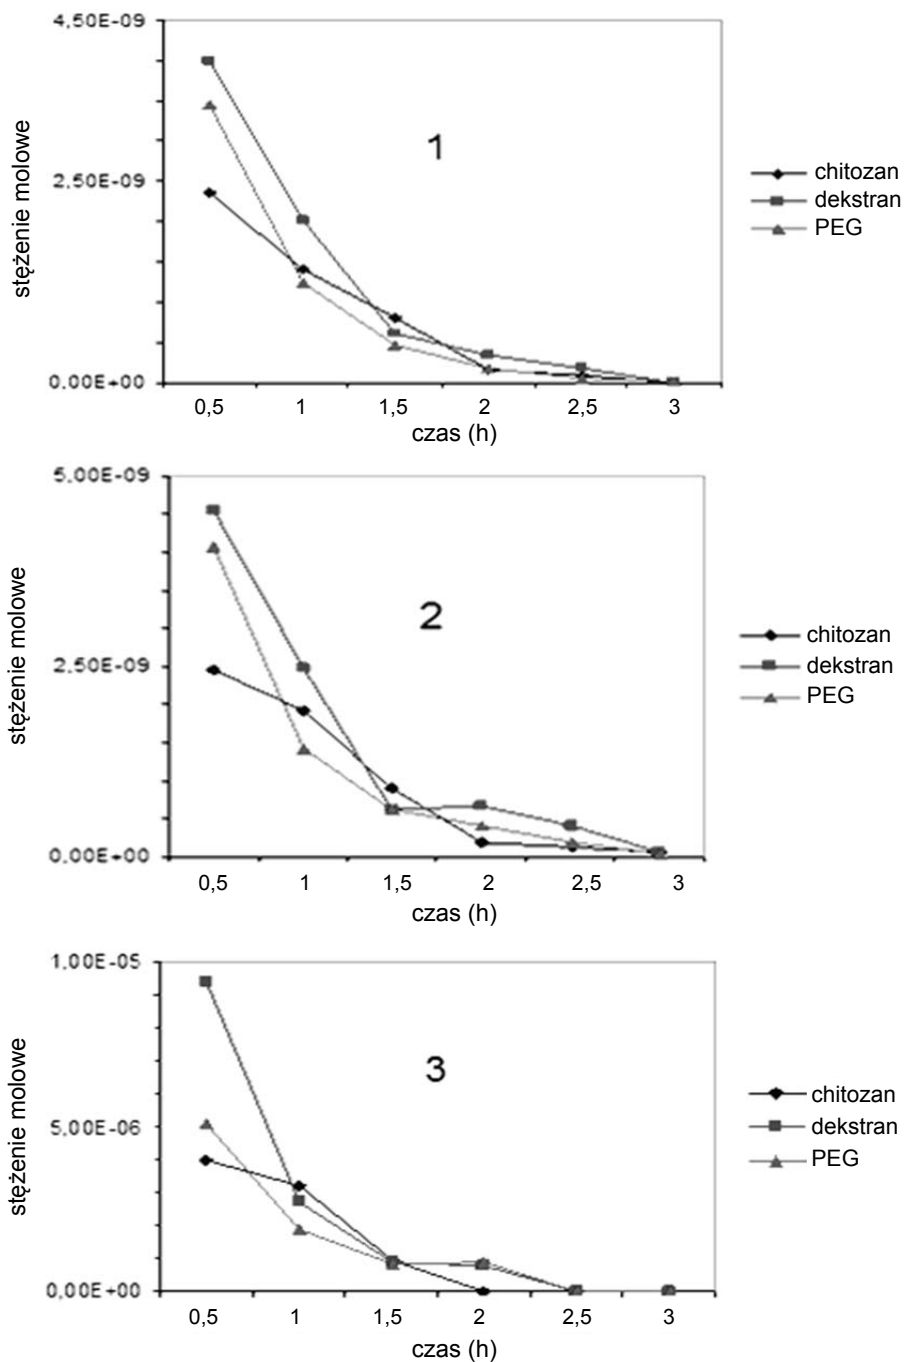 4,50E-09
2.50E-09
0.00E+00
stężenie molowe
1
chitozan
dekstran
PEG
0,5 1 1,5 2 2,5 3
czas (h)
5,00E-09
2.50E-09
0.00E+00
stężenie molowe
2
chitozan
dekstran
PEG
0,5 1 1,5 2 2,5 3
czas (h)
1,00E-05
5,00E-06
0,00E+00
stężenie molowe
3
chitozan
dekstran
PEG
0,5 1 1,5 2 2,5 3
czas (h)